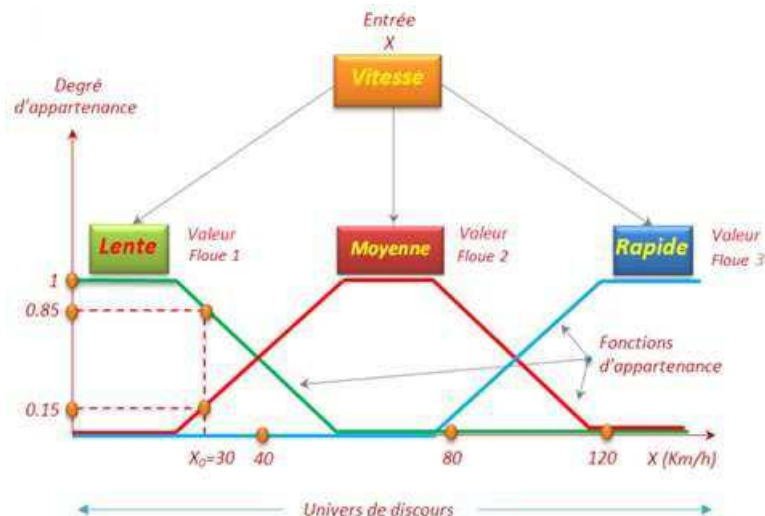 Entrée
X
Vitesse
Degré
d'appartenance
Lente
Valeur
Floue 1
Moyenne
Valeur
Floue 2
Rapide
Valeur
Floue 3
1
0.85
0.15
Fonctions
d'appartenance
X₀=30
40
80
120
X (Km/h)
Univers de discours